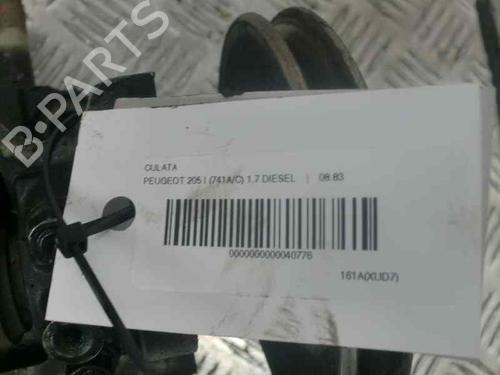 B-PARTS
CULATA
PEUGEOT 205 I (741A/C) 1.7 DIESEL | 08.83
0000000000040776
161A(XUD7)